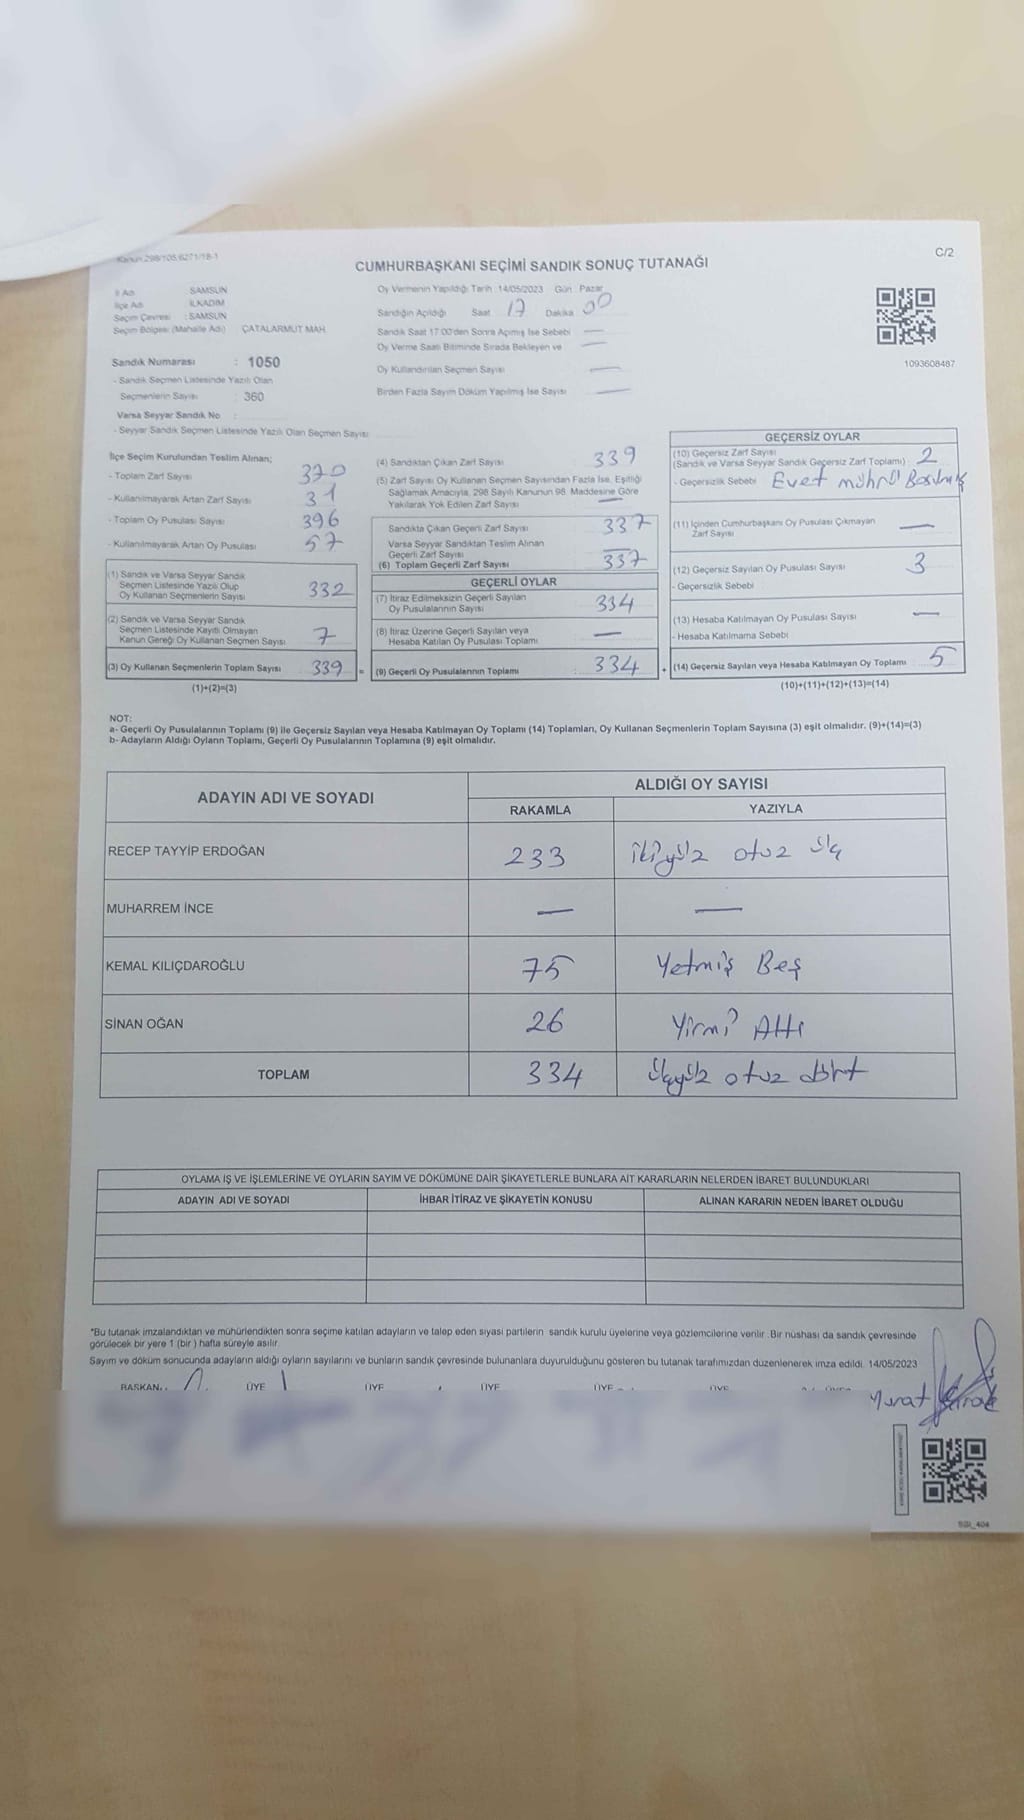 Kanun 298/105,6271/18-1
C/2
CUMHURBAŞKANI SEÇİMİ SANDIK SONUÇ TUTANAĞI
İl Adı SAMSUN
İlçe Adı İLKADIM
Seçim Çevresi : SAMSUN
Seçim Bölgesi (Mahalle Adı) ÇATALARMUT MAH.
Sandık Numarası : 1050
- Sandık Seçmen Listesinde Yazılı Olan
Seçmenlerin Sayısı : 360
Varsa Seyyar Sandık No :
- Seyyar Sandık Seçmen Listesinde Yazılı Olan Seçmen Sayısı
Oy Vermenin Yapıldığı Tarih :14/05/2023 Gün : Pazar
Sandığın Açıldığı Saat 17 Dakika 00
Sandık Saat 17:00'den Sonra Açımış İse Sebebi —
Oy Verme Saati Bitiminde Sırada Bekleyen ve —
Oy Kullandırılan Seçmen Sayısı —
Birden Fazla Sayım Döküm Yapılmış İse Sayısı —
1093608487
İlçe Seçim Kurulundan Teslim Alınan;
- Toplam Zarf Sayısı 370
- Kullanılmayarak Artan Zarf Sayısı 31
- Toplam Oy Pusulası Sayısı 396
- Kullanılmayarak Artan Oy Pusulası 57
(1) Sandık ve Varsa Seyyar Sandık
Seçmen Listesinde Yazılı Olup
Oy Kullanan Seçmenlerin Sayısı 332
(2) Sandık ve Varsa Seyyar Sandık
Seçmen Listesinde Kayıtlı Olmayan
Kanun Gereği Oy Kullanan Seçmen Sayısı 7
(3) Oy Kullanan Seçmenlerin Toplam Sayısı 339 =
(1)+(2)=(3)
(4) Sandıktan Çıkan Zarf Sayısı 339
(5) Zarf Sayısı Oy Kullanan Seçmen Sayısından Fazla İse, Eşitliği
Sağlamak Amacıyla, 298 Sayılı Kanunun 98. Maddesine Göre
Yakılarak Yok Edilen Zarf Sayısı —
Sandıkta Çıkan Geçerli Zarf Sayısı 337
Varsa Seyyar Sandıktan Teslim Alınan
Geçerli Zarf Sayısı —
(6) Toplam Geçerli Zarf Sayısı 337
GEÇERLİ OYLAR
(7) İtiraz Edilmeksizin Geçerli Sayılan
Oy Pusulalarının Sayısı 334
(8) İtiraz Üzerine Geçerli Sayılan veya
Hesaba Katılan Oy Pusulası Toplamı —
(9) Geçerli Oy Pusulalarının Toplamı : 334 +
GEÇERSİZ OYLAR
(10) Geçersiz Zarf Sayısı
(Sandık ve Varsa Seyyar Sandık Geçersiz Zarf Toplamı) 2
- Geçersizlik Sebebi Evet mührü Basılmış
(11) İçinden Cumhurbaşkanı Oy Pusulası Çıkmayan
Zarf Sayısı —
(12) Geçersiz Sayılan Oy Pusulası Sayısı 3
- Geçersizlik Sebebi
(13) Hesaba Katılmayan Oy Pusulası Sayısı —
- Hesaba Katılmama Sebebi
(14) Geçersiz Sayılan veya Hesaba Katılmayan Oy Toplamı 5
(10)+(11)+(12)+(13)=(14)
NOT:
a- Geçerli Oy Pusulalarının Toplamı (9) ile Geçersiz Sayılan veya Hesaba Katılmayan Oy Toplamı (14) Toplamları, Oy Kullanan Seçmenlerin Toplam Sayısına (3) eşit olmalıdır. (9)+(14)=(3)
b- Adayların Aldığı Oyların Toplamı, Geçerli Oy Pusulalarının Toplamına (9) eşit olmalıdır.
ADAYIN ADI VE SOYADI
ALDIĞI OY SAYISI
RAKAMLA YAZIYLA
RECEP TAYYİP ERDOĞAN 233 ikiyüz otuz üç
MUHARREM İNCE — —
KEMAL KILIÇDAROĞLU 75 Yetmiş Beş
SİNAN OĞAN 26 Yirmi Altı
TOPLAM 334 üçyüz otuz dört
OYLAMA İŞ VE İŞLEMLERİNE VE OYLARIN SAYIM VE DÖKÜMÜNE DAİR ŞİKAYETLERLE BUNLARA AİT KARARLARIN NELERDEN İBARET BULUNDUKLARI
ADAYIN ADI VE SOYADI İHBAR İTİRAZ VE ŞİKAYETİN KONUSU ALINAN KARARIN NEDEN İBARET OLDUĞU
*Bu tutanak imzalandıktan ve mühürlendikten sonra seçime katılan adayların ve talep eden siyasi partilerin sandık kurulu üyelerine veya gözlemcilerine verilir. Bir nüshası da sandık çevresinde
görülecek bir yere 1 (bir) hafta süreyle asılır.
Sayım ve döküm sonucunda adayların aldığı oyların sayılarını ve bunların sandık çevresinde bulunanlara duyurulduğunu gösteren bu tutanak tarafımızdan düzenlenerek imza edildi. 14/05/2023
BAŞKAN ÜYE ÜYE ÜYE ÜYE ÜYE ÜYE
Murat